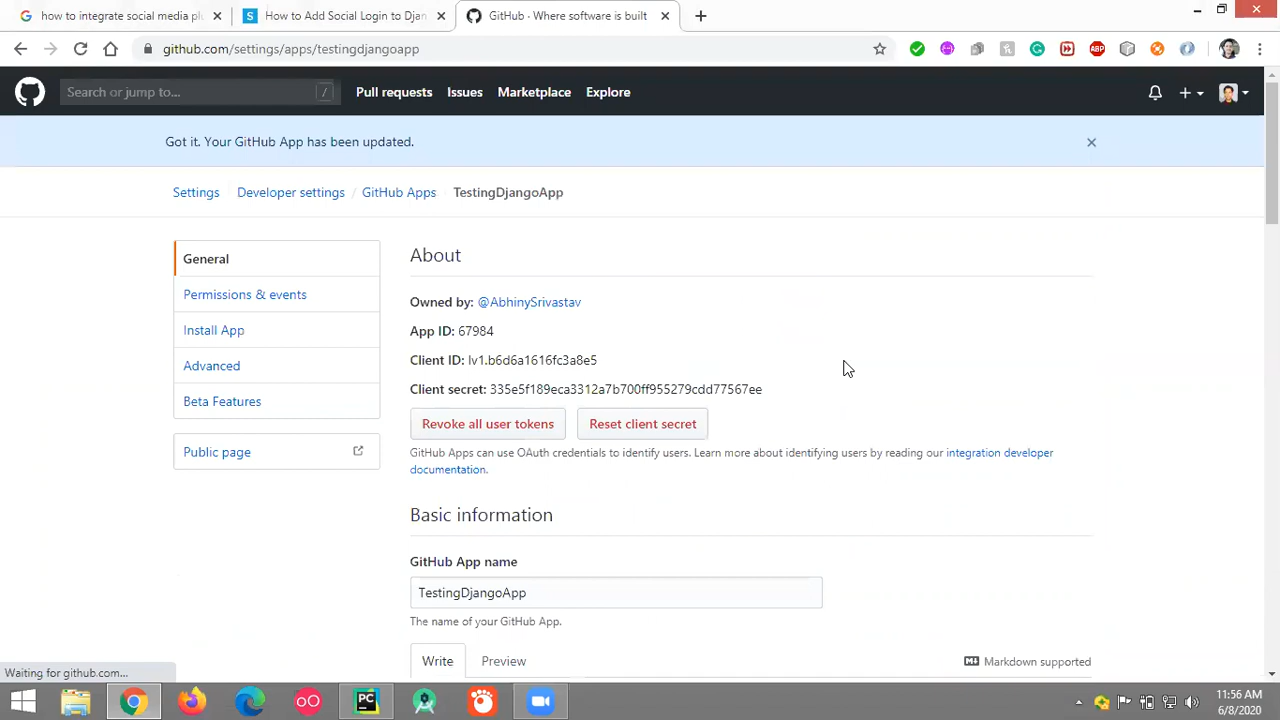 how to integrate social media pl
How to Add Social Login to Djan
GitHub · Where software is built
github.com/settings/apps/testingdjangoapp
ABP
Search or jump to...
/
Pull requests
Issues
Marketplace
Explore
Got it. Your GitHub App has been updated.
Settings
Developer settings / GitHub Apps
TestingDjangoApp
General
Permissions & events
Install App
Advanced
Beta Features
Public page
About
Owned by: @AbhinySrivastav
App ID: 67984
Client ID: Iv1.b6d6a1616fc3a8e5
Client secret: 335e5f189eca3312a7b700ff955279cdd77567ee
Revoke all user tokens
Reset client secret
GitHub Apps can use OAuth credentials to identify users. Learn more about identifying users by reading our integration developer
documentation.
Basic information
GitHub App name
TestingDjangoApp
The name of your GitHub App.
Write
Preview
Markdown supported
Waiting for github.com...
PC
11:56 AM
6/8/2020